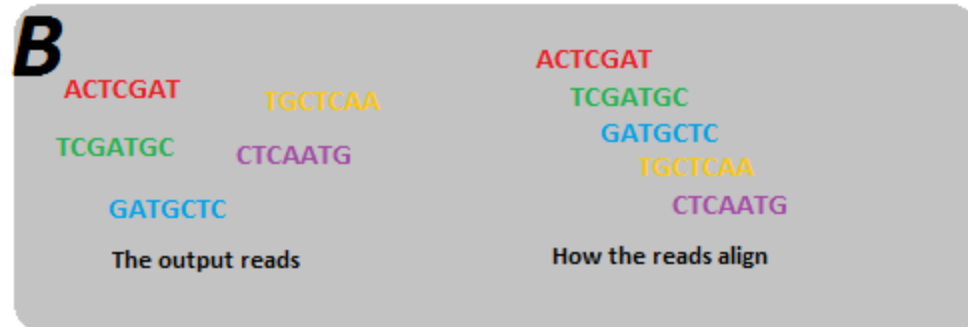 B
ACTCGAT
TGCTCAA
TCGATGC
CTCAATG
GATGCTC
The output reads
ACTCGAT
TCGATGC
GATGCTC
TGCTCAA
CTCAATG
How the reads align